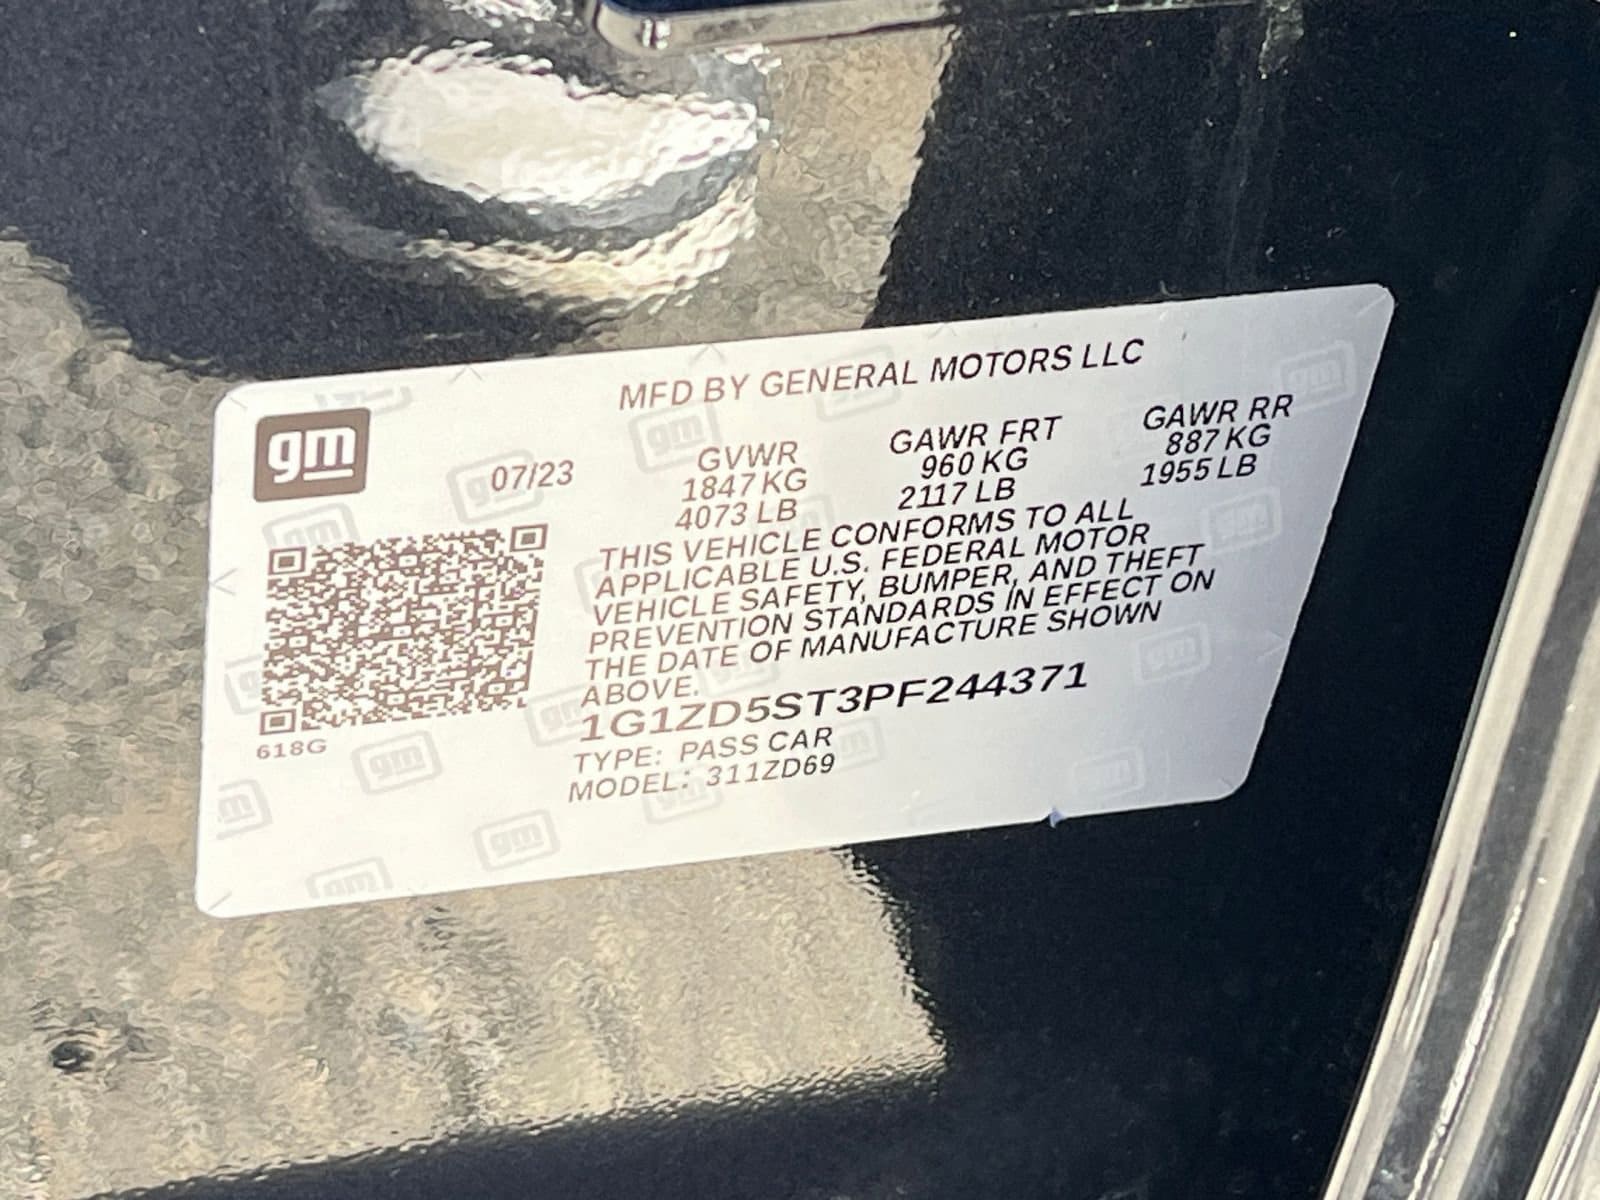 MFD BY GENERAL MOTORS LLC
gm
07/23
GVWR
1847 KG
4073 LB
GAWR FRT
960 KG
2117 LB
GAWR RR
887 KG
1955 LB
THIS VEHICLE CONFORMS TO ALL
APPLICABLE U.S. FEDERAL MOTOR
VEHICLE SAFETY, BUMPER, AND THEFT
PREVENTION STANDARDS IN EFFECT ON
THE DATE OF MANUFACTURE SHOWN
ABOVE.
1G1ZD5ST3PF244371
TYPE: PASS CAR
MODEL: 311ZD69
618G